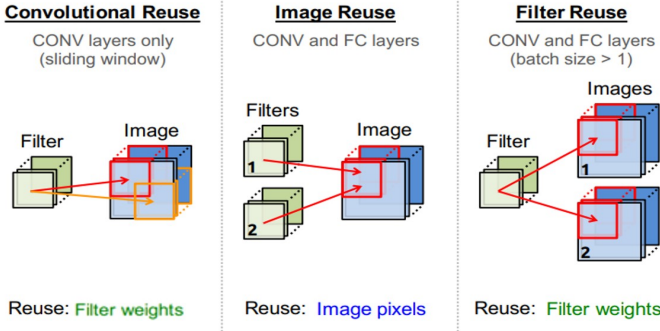 Convolutional Reuse
CONV layers only
(sliding window)
Filter
Image
Reuse: Filter weights
Image Reuse
CONV and FC layers
Filters
Image
1
2
Reuse: Image pixels
Filter Reuse
CONV and FC layers
(batch size > 1)
Images
Filter
1
2
Reuse: Filter weights